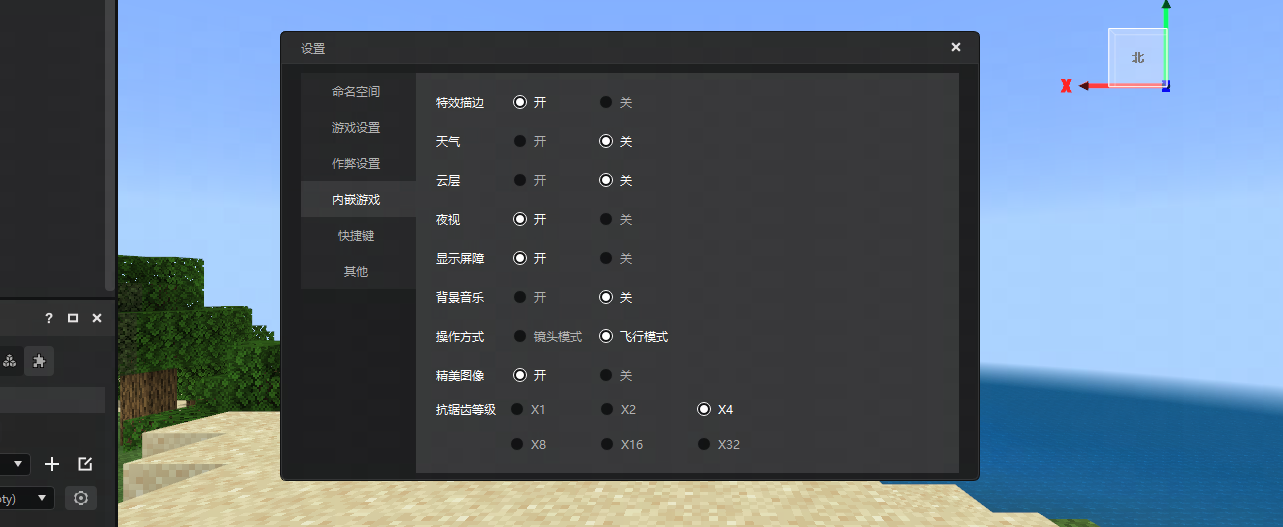 设置
北
X
命名空间
游戏设置
作弊设置
内嵌游戏
快捷键
其他
特效描边 开 关
天气 开 关
云层 开 关
夜视 开 关
显示屏障 开 关
背景音乐 开 关
操作方式 镜头模式 飞行模式
精美图像 开 关
抗锯齿等级 X1 X2 X4
X8 X16 X32
?
pty)